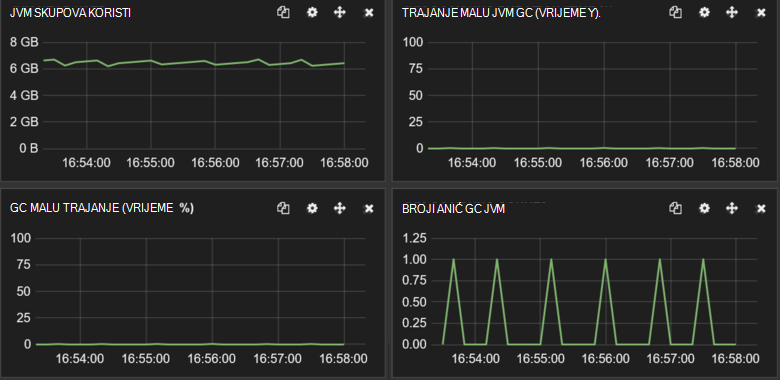 JVM SKUPOVA KORISTI
8 GB
6 GB
4 GB
2 GB
0 B
16:54:00 16:55:00 16:56:00 16:57:00 16:58:00
TRAJANJE MALU JVM GC (VRIJEME Y).
100
75
50
25
0
16:54:00 16:55:00 16:56:00 16:57:00 16:58:00
GC MALU TRAJANJE (VRIJEME %)
100
75
50
25
0
16:54:00 16:55:00 16:56:00 16:57:00 16:58:00
BROJI ANIĆ GC JVM
1.25
1.00
0.75
0.50
0.25
0.00
16:54:00 16:55:00 16:56:00 16:57:00 16:58:00